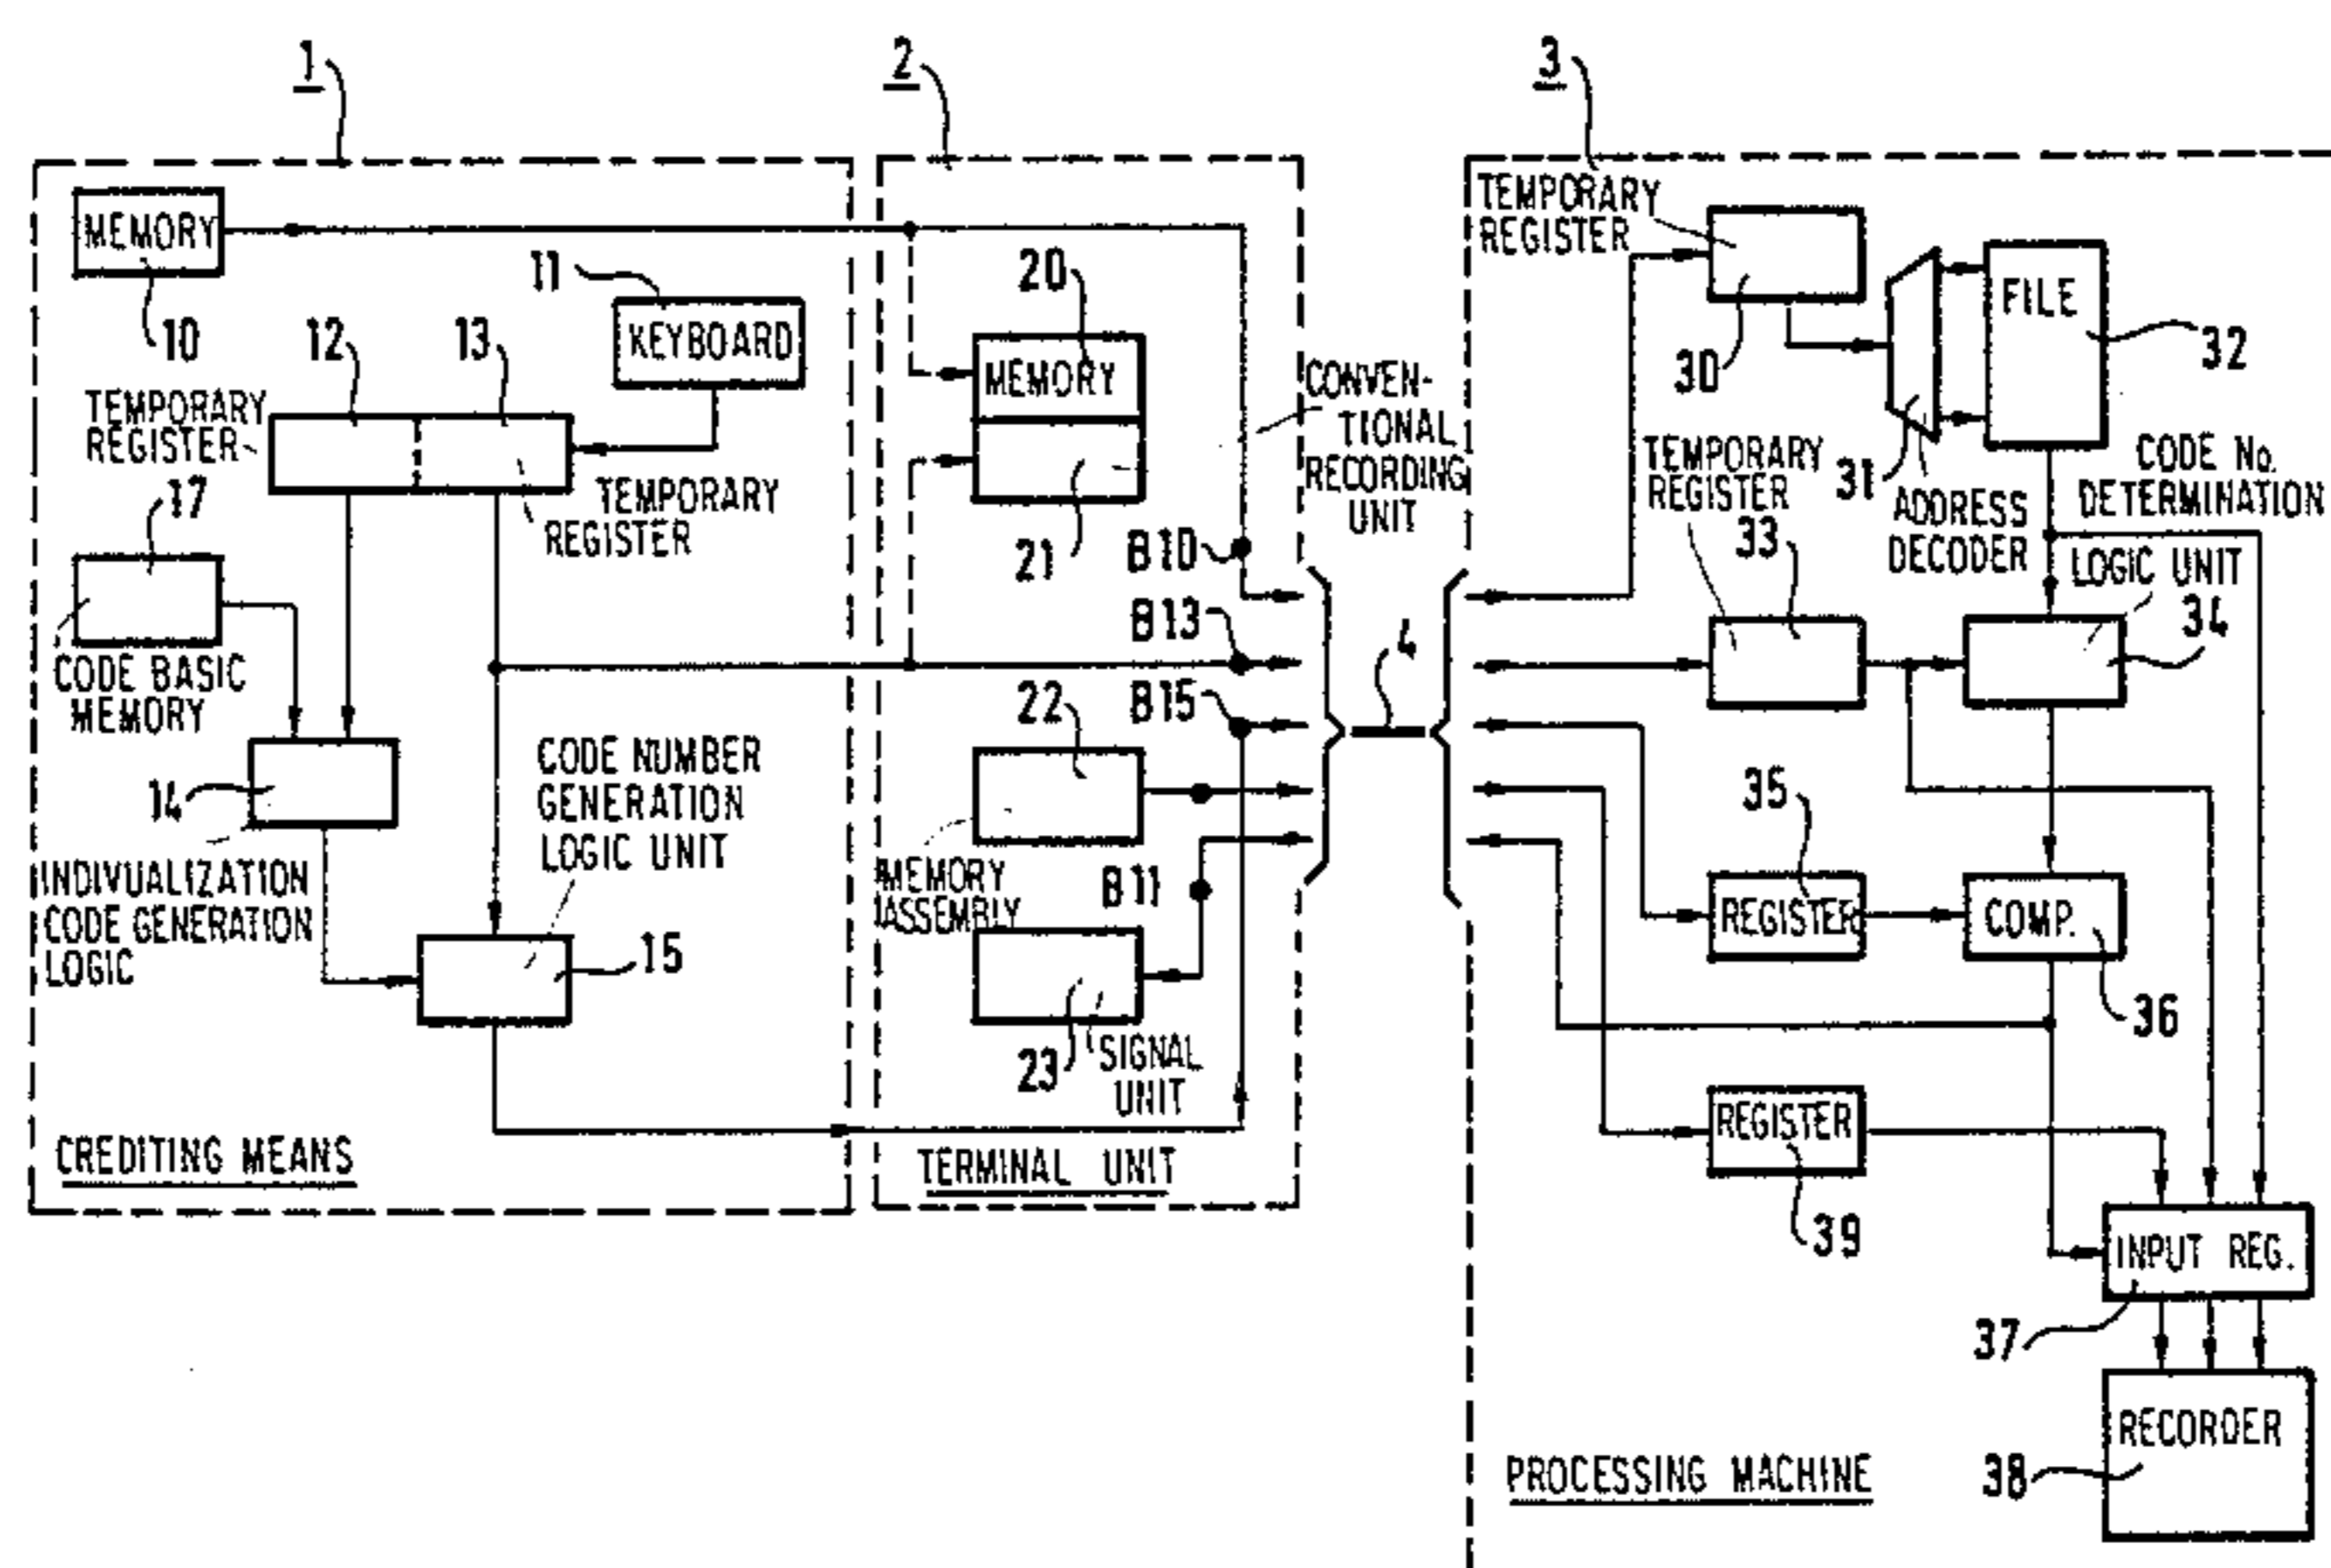 1
2
3
MEMORY
10
11
KEYBOARD
12
13
TEMPORARY
REGISTER
TEMPORARY
REGISTER
17
CODE BASIC
MEMORY
14
INDIVUALIZATION
CODE GENERATION
LOGIC
CODE NUMBER
GENERATION
LOGIC UNIT
15
CREDITING MEANS
20
MEMORY
21
CONVEN-
TIONAL
RECORDING
UNIT
B10
B13
B15
22
MEMORY
ASSEMBLY
B11
23
SIGNAL
UNIT
TERMINAL UNIT
4
TEMPORARY
REGISTER
30
31
ADDRESS
DECODER
FILE
32
TEMPORARY
REGISTER
33
CODE No.
DETERMINATION
LOGIC UNIT
34
35
REGISTER
COMP.
36
REGISTER
39
INPUT REG.
37
RECORDER
38
PROCESSING MACHINE